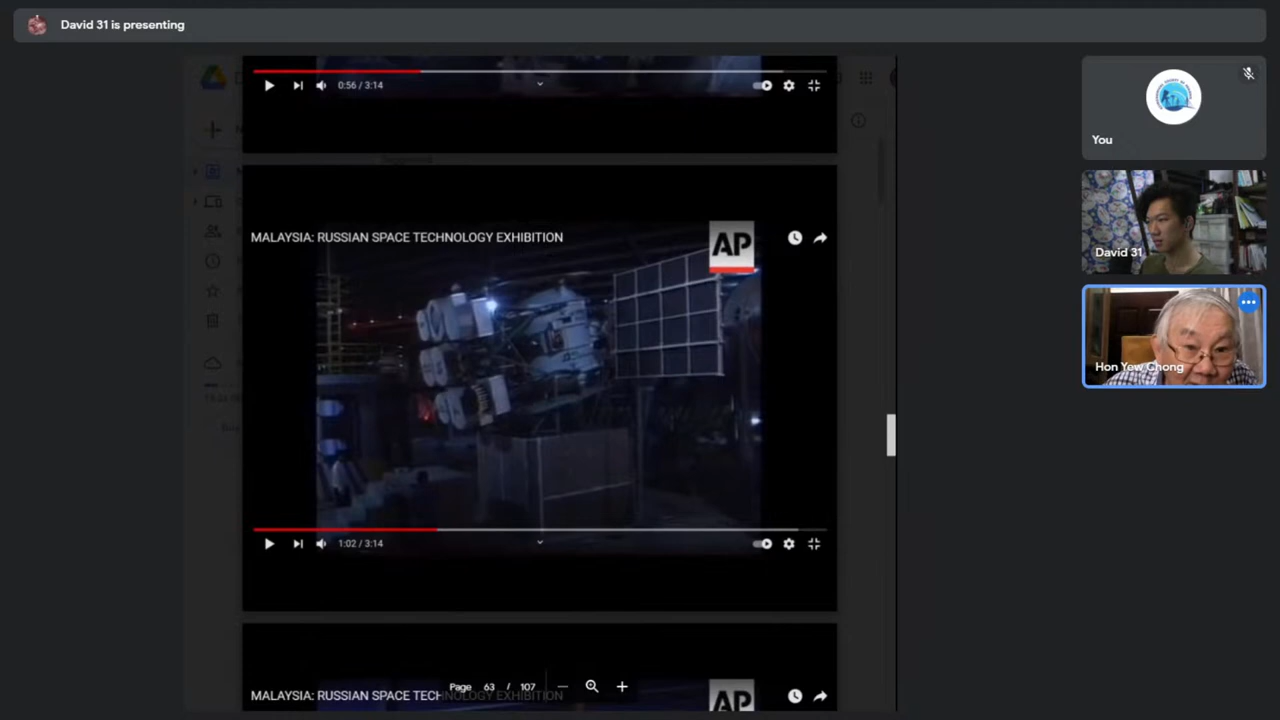 David 31 is presenting
0:56 / 3:14
MALAYSIA: RUSSIAN SPACE TECHNOLOGY EXHIBITION
AP
1:02 / 3:14
MALAYSIA: RUSSIAN SPACE TECHNOLOGY EXHIBITION
AP
Page 63 / 107
You
David 31
Hon Yew Chong